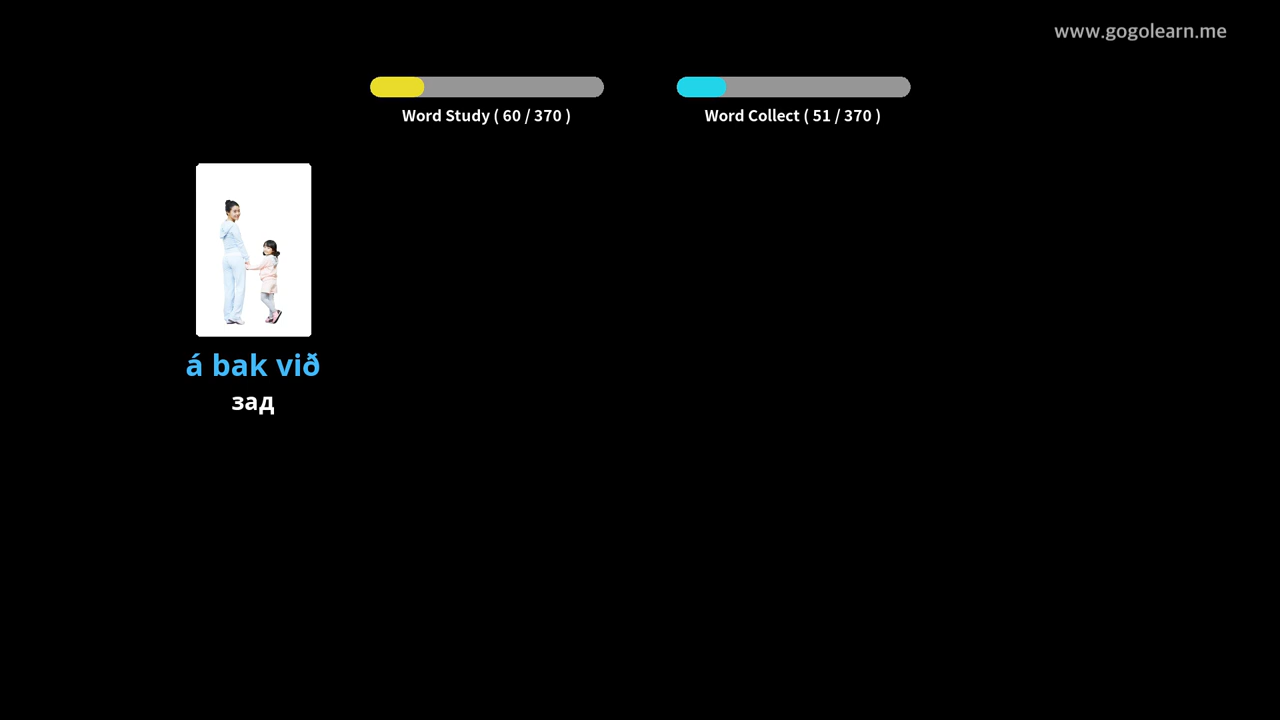 www.gogolearn.me
Word Study ( 60 / 370 )
Word Collect ( 51 / 370 )
á bak við
зад